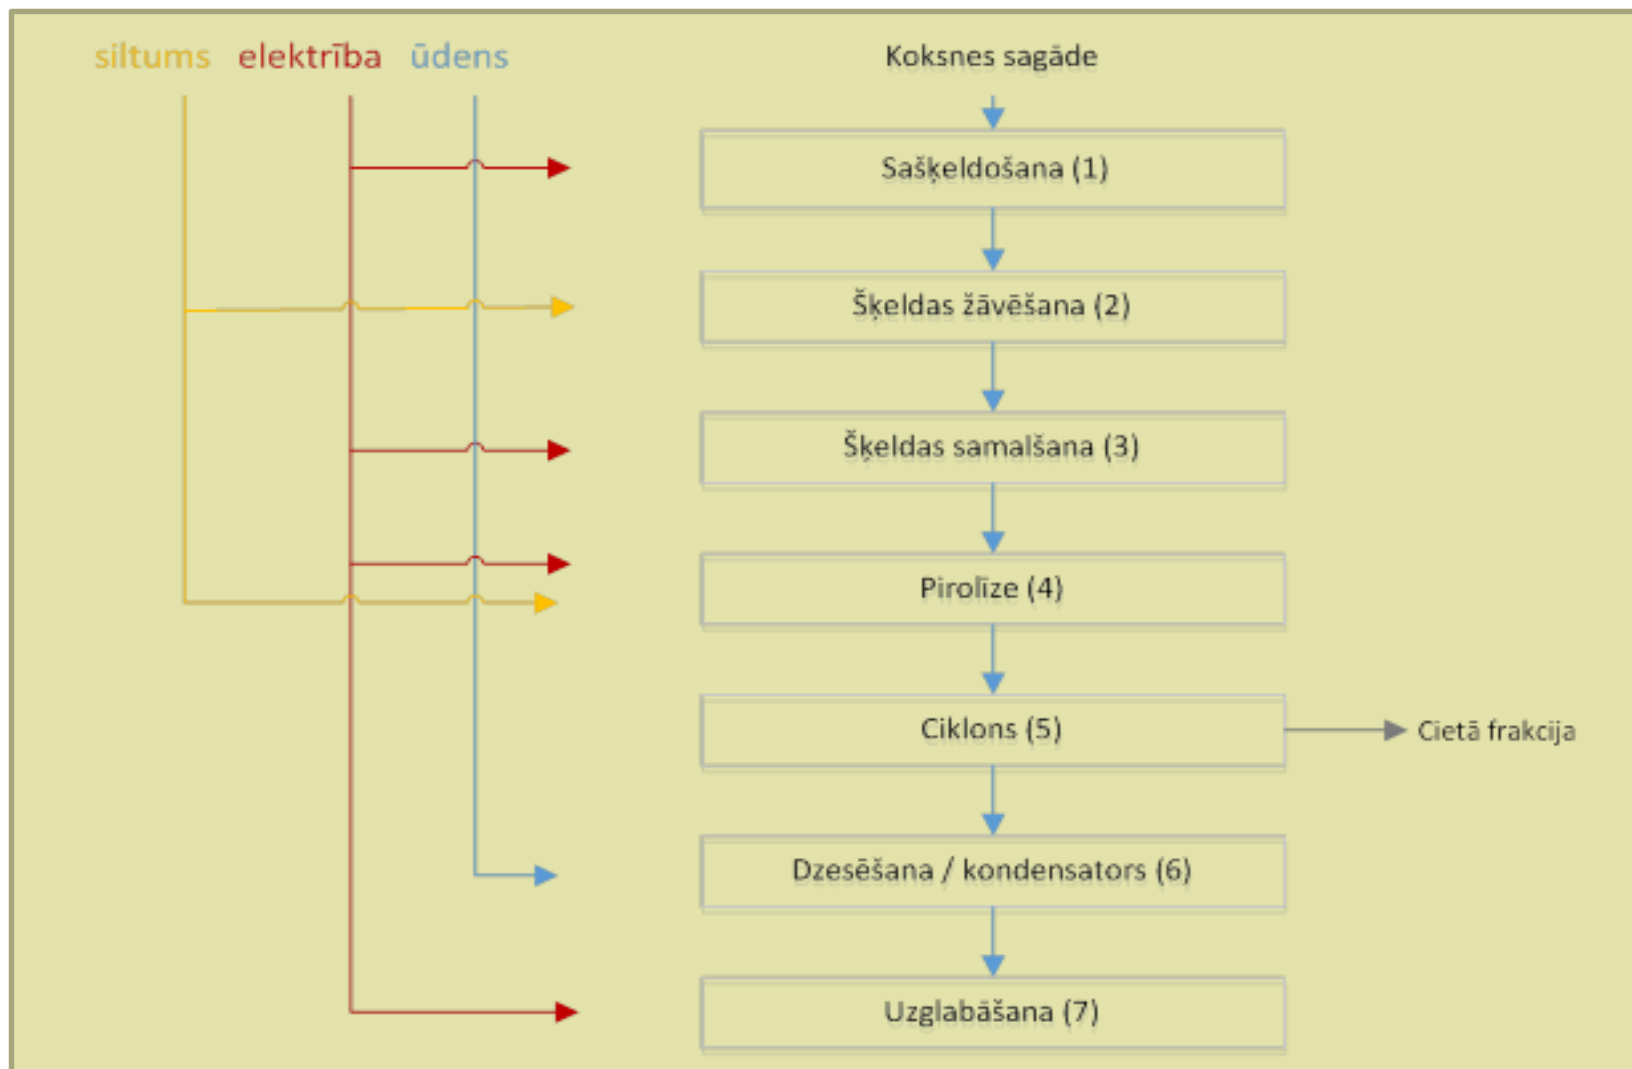 siltums elektrība ūdens
Koksnes sagāde
Sašķeldošana (1)
Šķeldas žāvēšana (2)
Šķeldas samalšana (3)
Pirolīze (4)
Ciklons (5)
Cietā frakcija
Dzesēšana / kondensators (6)
Uzglabāšana (7)